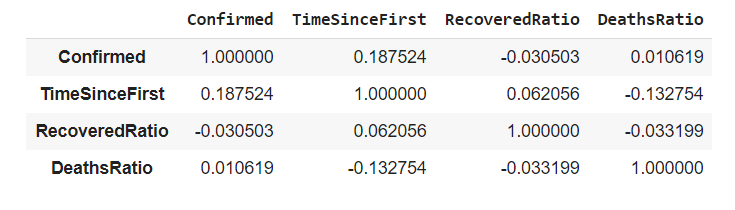 Confirmed TimeSinceFirst RecoveredRatio DeathsRatio
Confirmed 1.000000 0.187524 -0.030503 0.010619
TimeSinceFirst 0.187524 1.000000 0.062056 -0.132754
RecoveredRatio -0.030503 0.062056 1.000000 -0.033199
DeathsRatio 0.010619 -0.132754 -0.033199 1.000000